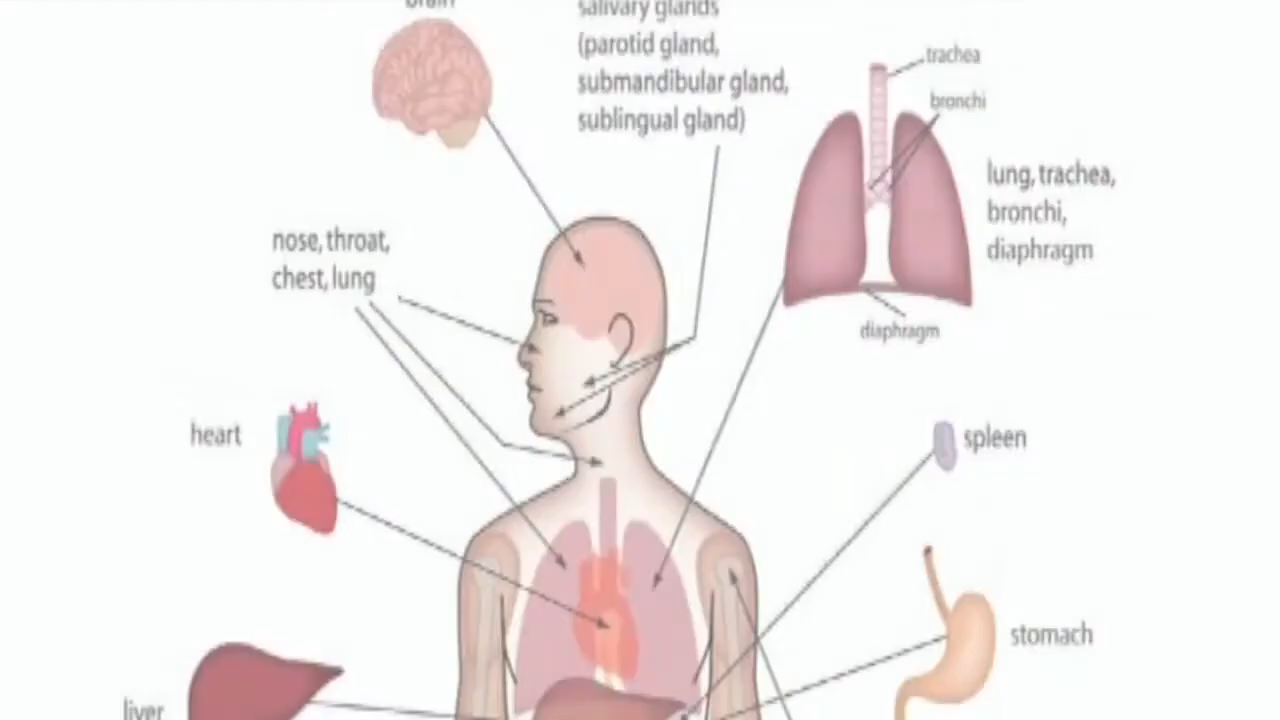 brain
salivary glands
(parotid gland,
submandibular gland,
sublingual gland)
trachea
bronchi
lung, trachea,
bronchi,
diaphragm
diaphragm
nose, throat,
chest, lung
heart
spleen
stomach
liver